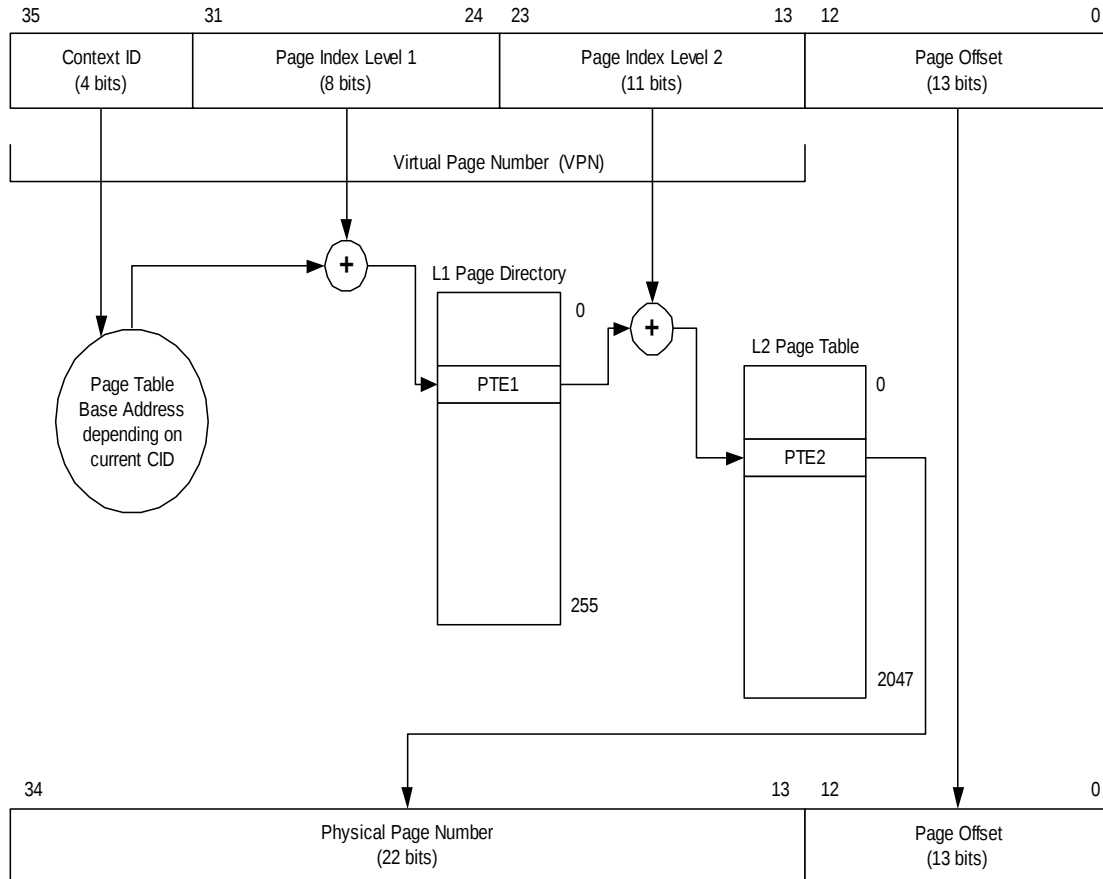 35 31 24 23 13 12 0
Context ID
(4 bits)
Page Index Level 1
(8 bits)
Page Index Level 2
(11 bits)
Page Offset
(13 bits)
Virtual Page Number (VPN)
+
L1 Page Directory
0
+
PTE1
255
L2 Page Table
0
PTE2
2047
Page Table
Base Address
depending on
current CID
34 13 12 0
Physical Page Number
(22 bits)
Page Offset
(13 bits)